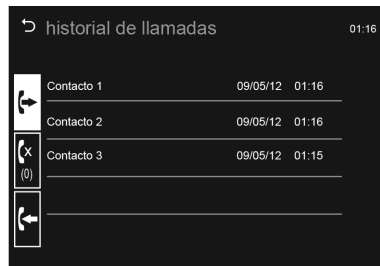 historial de llamadas 01:16
Contacto 1 09/05/12 01:16
Contacto 2 09/05/12 01:16
x
(0)
Contacto 3 09/05/12 01:15